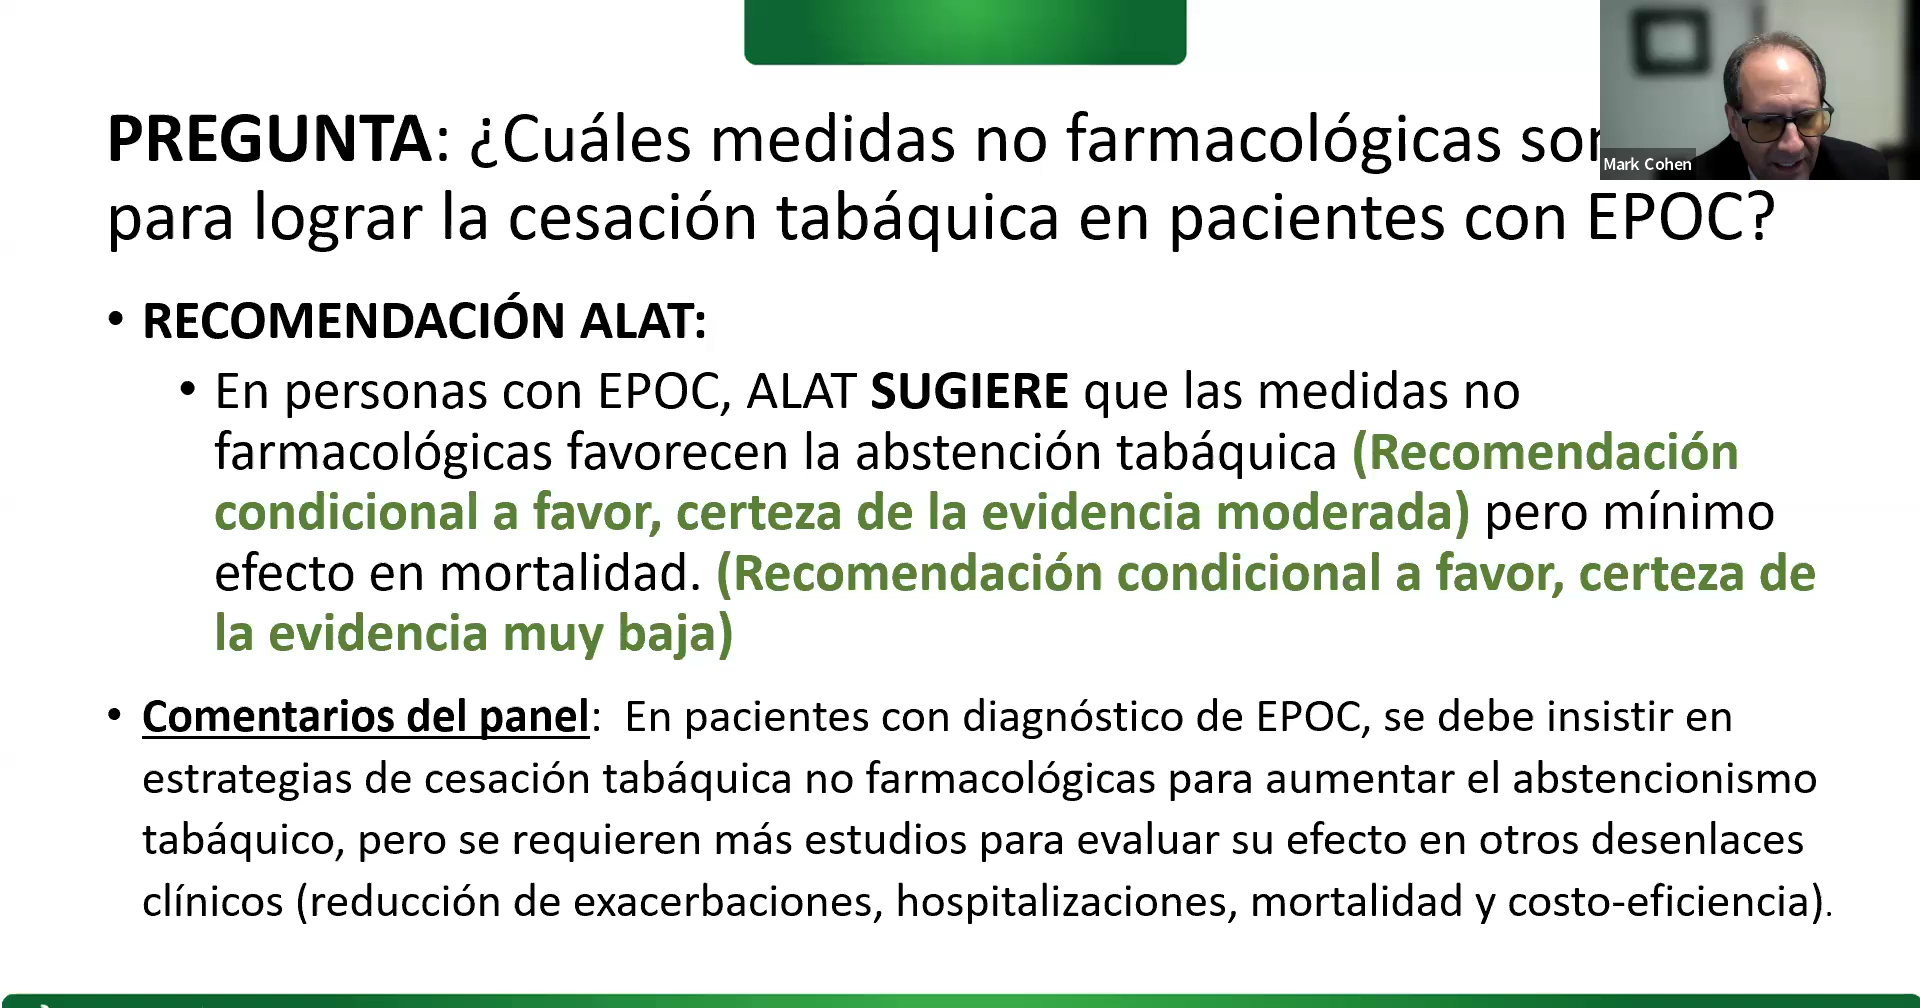 PREGUNTA: ¿Cuáles medidas no farmacológicas
para lograr la cesación tabáquica en pacientes con EPOC?
Mark Cohen
• RECOMENDACIÓN ALAT:
• En personas con EPOC, ALAT SUGIERE que las medidas no
farmacológicas favorecen la abstención tabáquica (Recomendación
condicional a favor, certeza de la evidencia moderada) pero mínimo
efecto en mortalidad. (Recomendación condicional a favor, certeza de
la evidencia muy baja)
• Comentarios del panel: En pacientes con diagnóstico de EPOC, se debe insistir en
estrategias de cesación tabáquica no farmacológicas para aumentar el abstencionismo
tabáquico, pero se requieren más estudios para evaluar su efecto en otros desenlaces
clínicos (reducción de exacerbaciones, hospitalizaciones, mortalidad y costo-eficiencia).